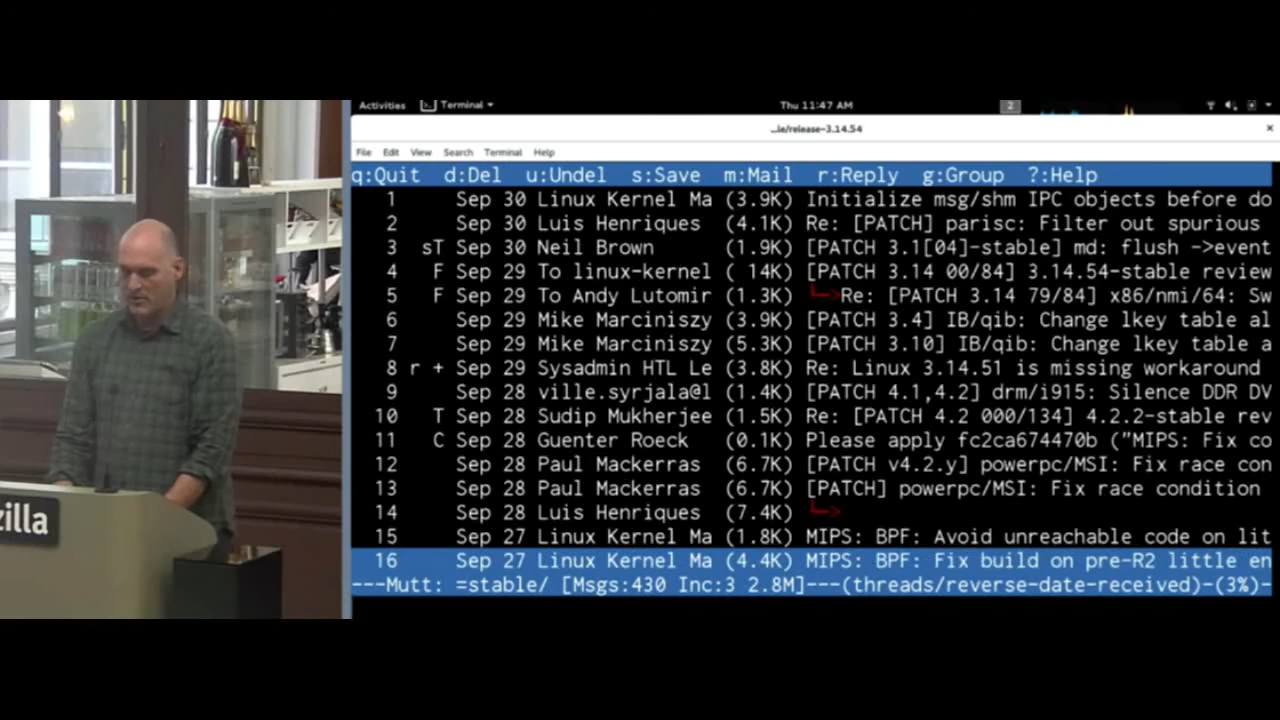 Activities Terminal Thu 11:47 AM 2
...ie/release-3.14.54
File Edit View Search Terminal Help
q:Quit d:Del u:Undel s:Save m:Mail r:Reply g:Group ?:Help
1 Sep 30 Linux Kernel Ma (3.9K) Initialize msg/shm IPC objects before do
2 Sep 30 Luis Henriques (4.1K) Re: [PATCH] parisc: Filter out spurious
3 sT Sep 30 Neil Brown (1.9K) [PATCH 3.1[04]-stable] md: flush ->event
4 F Sep 29 To linux-kernel ( 14K) [PATCH 3.14 00/84] 3.14.54-stable review
5 F Sep 29 To Andy Lutomir (1.3K) └─>Re: [PATCH 3.14 79/84] x86/nmi/64: Sw
6 Sep 29 Mike Marciniszy (3.9K) [PATCH 3.4] IB/qib: Change lkey table al
7 Sep 29 Mike Marciniszy (5.3K) [PATCH 3.10] IB/qib: Change lkey table a
8 r + Sep 29 Sysadmin HTL Le (3.8K) Re: Linux 3.14.51 is missing workaround
9 Sep 28 ville.syrjala@l (1.4K) [PATCH 4.1,4.2] drm/i915: Silence DDR DV
10 T Sep 28 Sudip Mukherjee (1.5K) Re: [PATCH 4.2 000/134] 4.2.2-stable rev
11 C Sep 28 Guenter Roeck (0.1K) Please apply fc2ca674470b ("MIPS: Fix co
12 Sep 28 Paul Mackerras (6.7K) [PATCH v4.2.y] powerpc/MSI: Fix race con
13 Sep 28 Paul Mackerras (6.7K) [PATCH] powerpc/MSI: Fix race condition
14 Sep 28 Luis Henriques (7.4K) └─>
15 Sep 27 Linux Kernel Ma (1.8K) MIPS: BPF: Avoid unreachable code on lit
16 Sep 27 Linux Kernel Ma (4.4K) MIPS: BPF: Fix build on pre-R2 little en
---Mutt: =stable/ [Msgs:430 Inc:3 2.8M]---(threads/reverse-date-received)-(3%)-
zilla